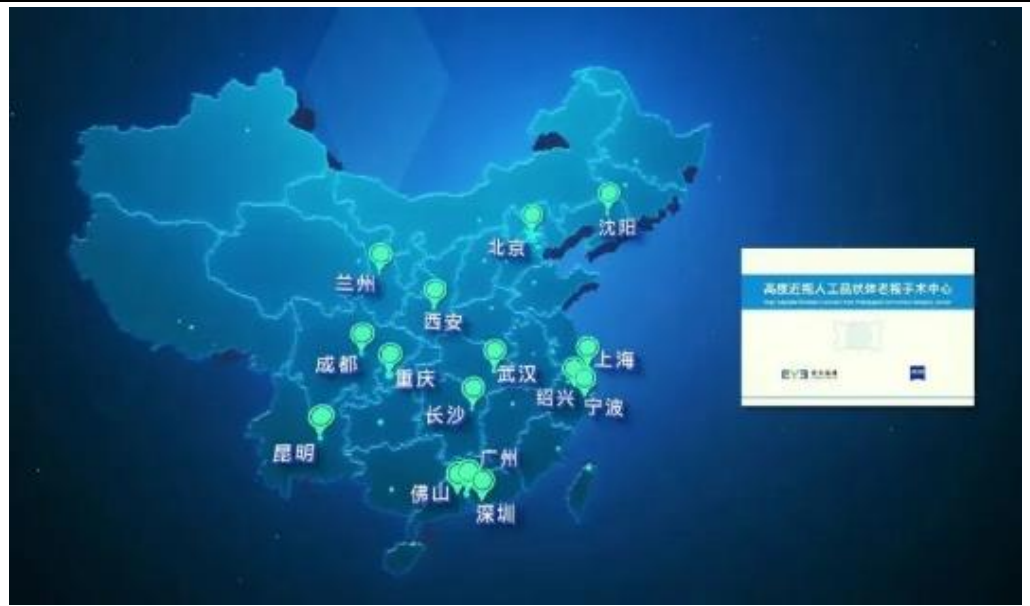 沈阳
北京
兰州
西安
成都
重庆
武汉
上海
绍兴
宁波
长沙
昆明
广州
佛山
深圳
高度近视人工晶状体老视手术中心